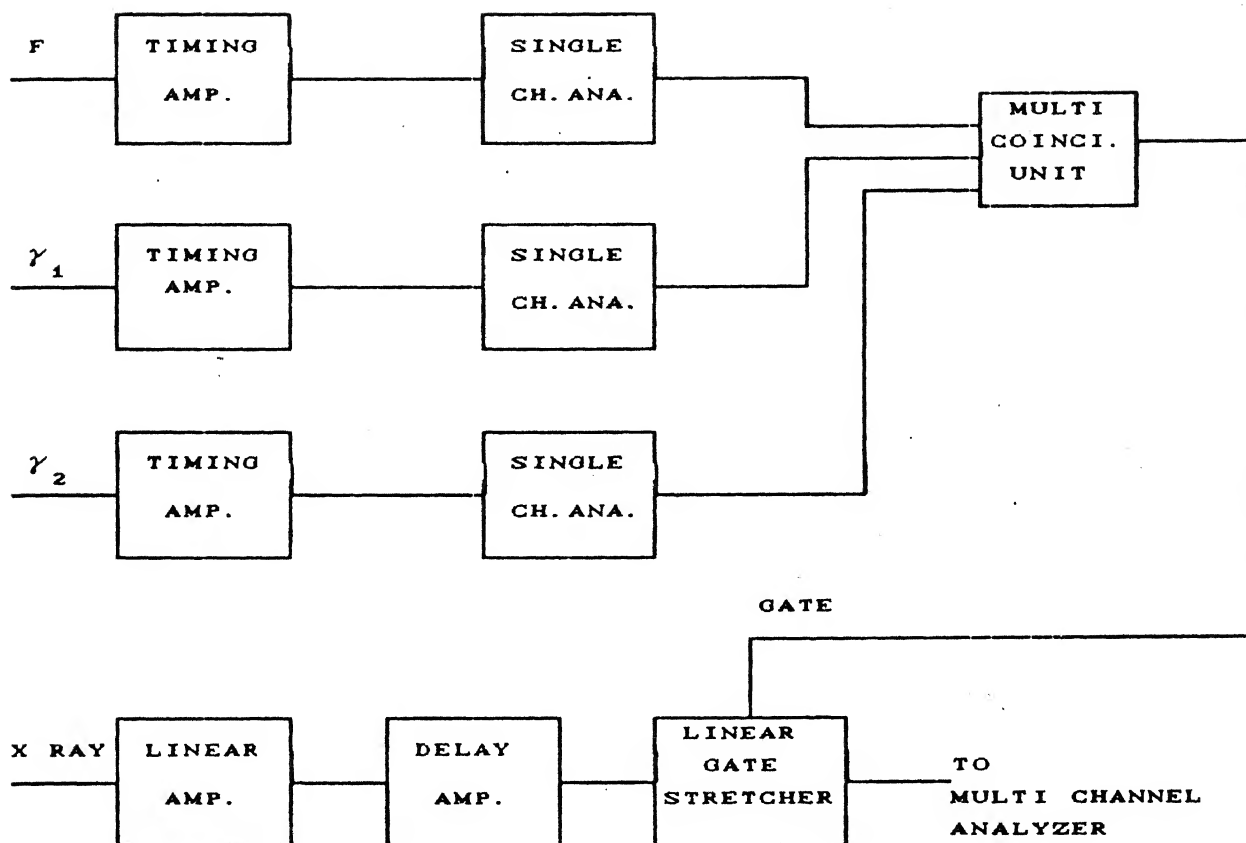 F
TIMING
AMP.
SINGLE
CH. ANA.
MULTI
COINCI.
UNIT
γ1
TIMING
AMP.
SINGLE
CH. ANA.
γ2
TIMING
AMP.
SINGLE
CH. ANA.
GATE
X RAY
LINEAR
AMP.
DELAY
AMP.
LINEAR
GATE
STRETCHER
TO
MULTI CHANNEL
ANALYZER